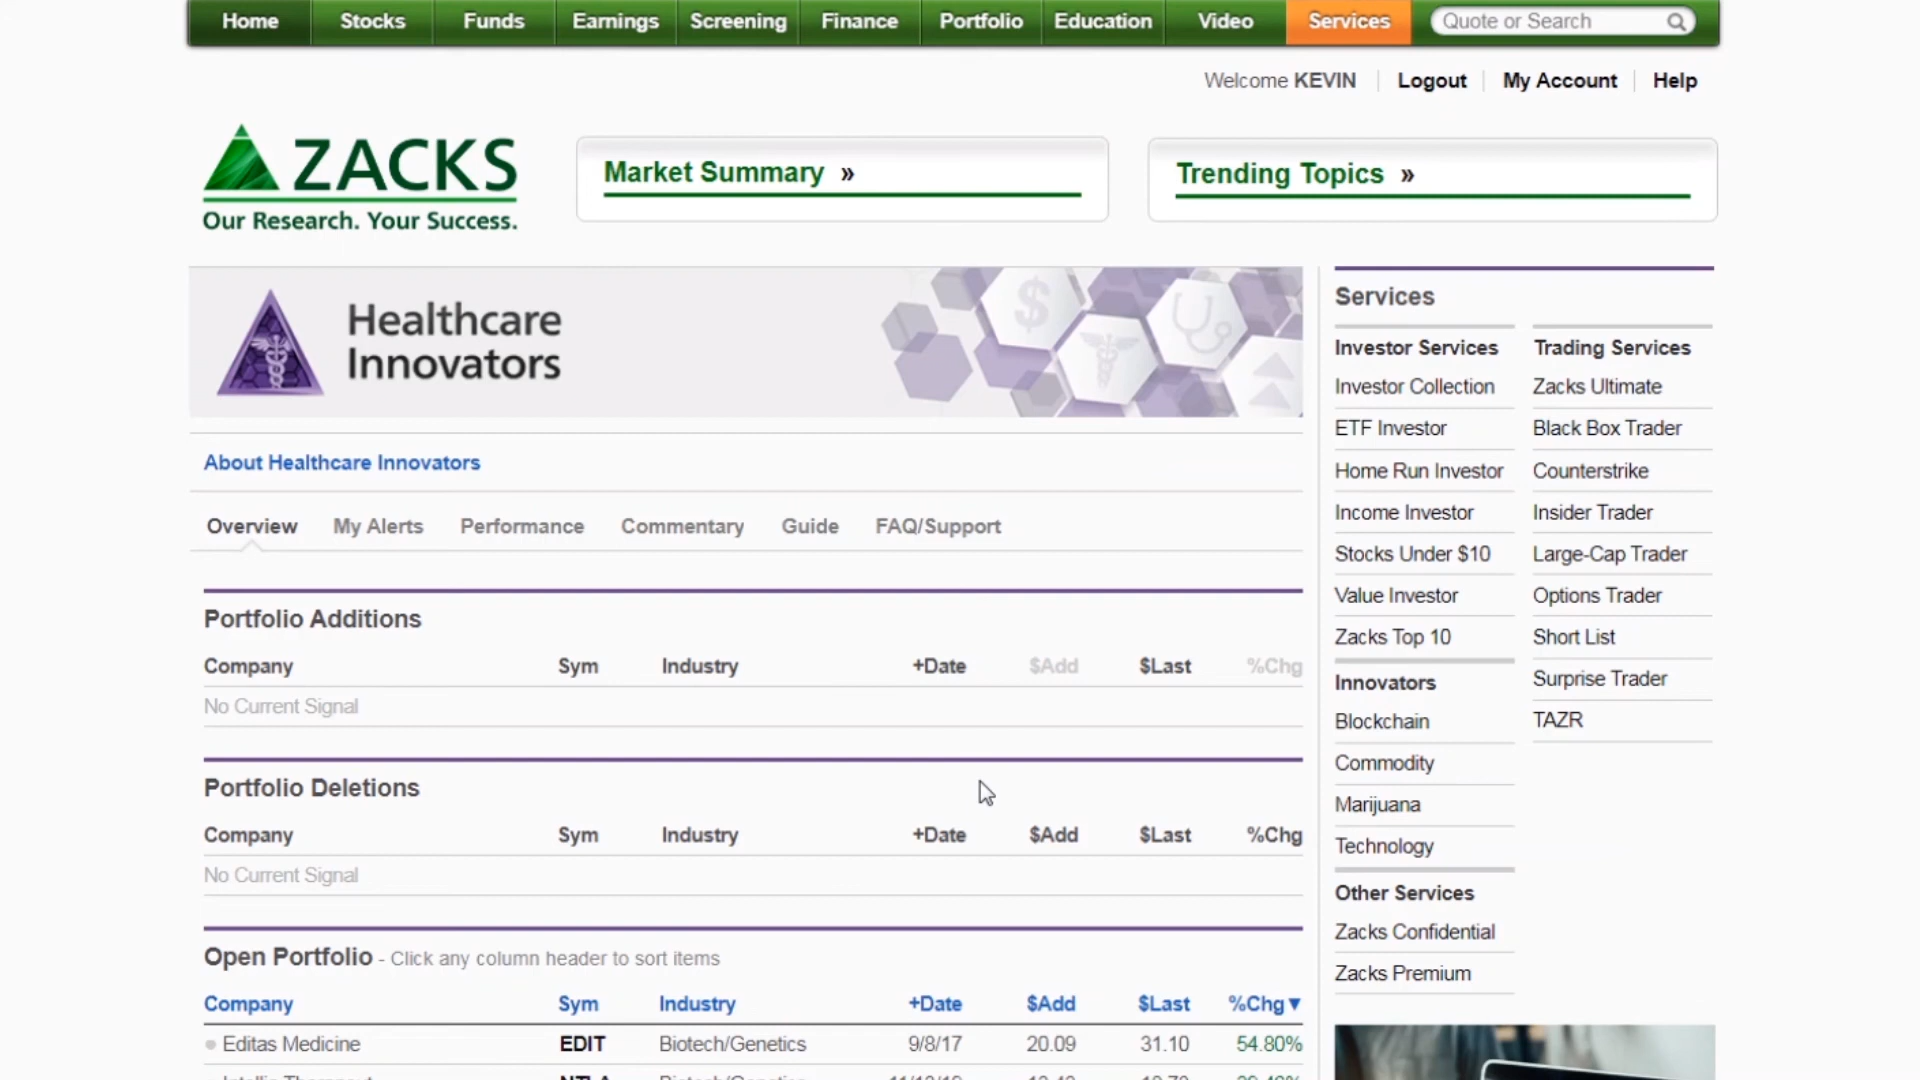 Home Stocks Funds Earnings Screening Finance Portfolio Education Video Services Quote or Search
Welcome KEVIN Logout My Account Help
ZACKS
Our Research. Your Success.
Market Summary »
Trending Topics »
Healthcare
Innovators
About Healthcare Innovators
Overview My Alerts Performance Commentary Guide FAQ/Support
Portfolio Additions
Company Sym Industry +Date $Add $Last %Chg
No Current Signal
Portfolio Deletions
Company Sym Industry +Date $Add $Last %Chg
No Current Signal
Open Portfolio - Click any column header to sort items
Company Sym Industry +Date $Add $Last %Chg▼
Editas Medicine EDIT Biotech/Genetics 9/8/17 20.09 31.10 54.80%
Services
Investor Services
Investor Collection
ETF Investor
Home Run Investor
Income Investor
Stocks Under $10
Value Investor
Zacks Top 10
Innovators
Blockchain
Commodity
Marijuana
Technology
Other Services
Zacks Confidential
Zacks Premium
Trading Services
Zacks Ultimate
Black Box Trader
Counterstrike
Insider Trader
Large-Cap Trader
Options Trader
Short List
Surprise Trader
TAZR